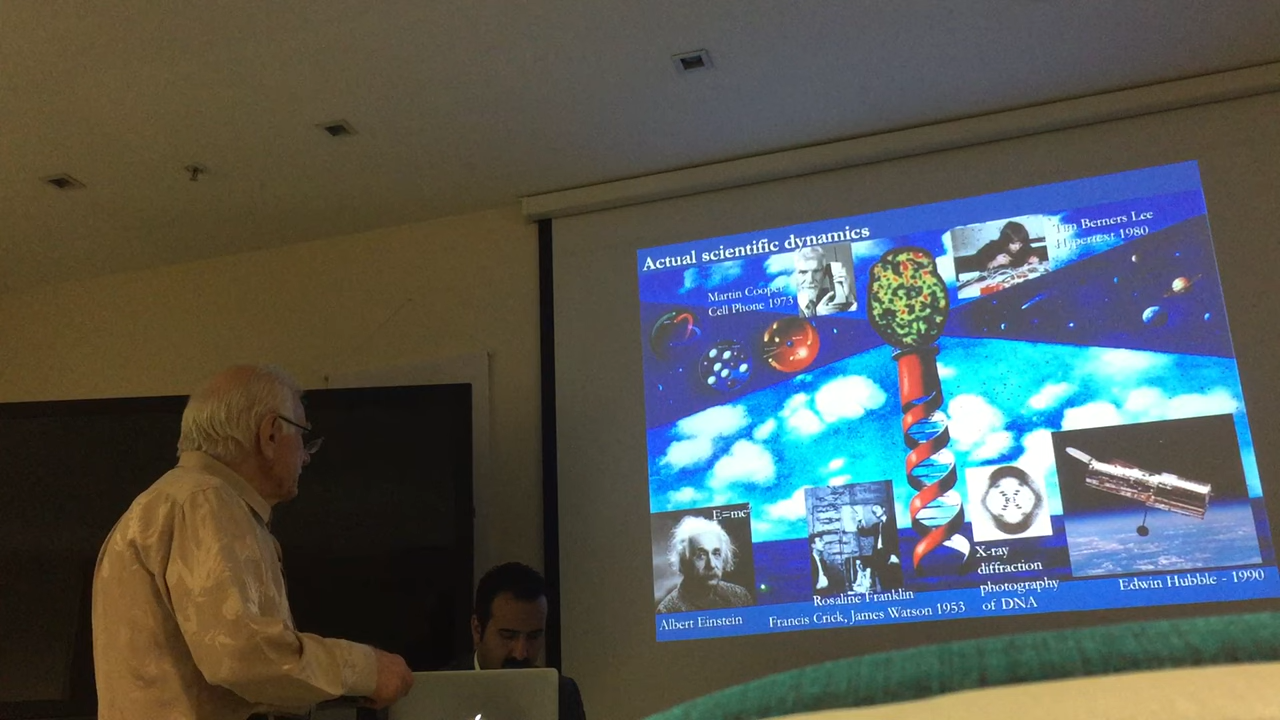 Actual scientific dynamics
Martin Cooper
Cell Phone 1973
Tim Berners Lee
Hypertext 1980
E=mc²
Albert Einstein
Rosaline Franklin
Francis Crick, James Watson 1953
X-ray
diffraction
photography
of DNA
Edwin Hubble - 1990